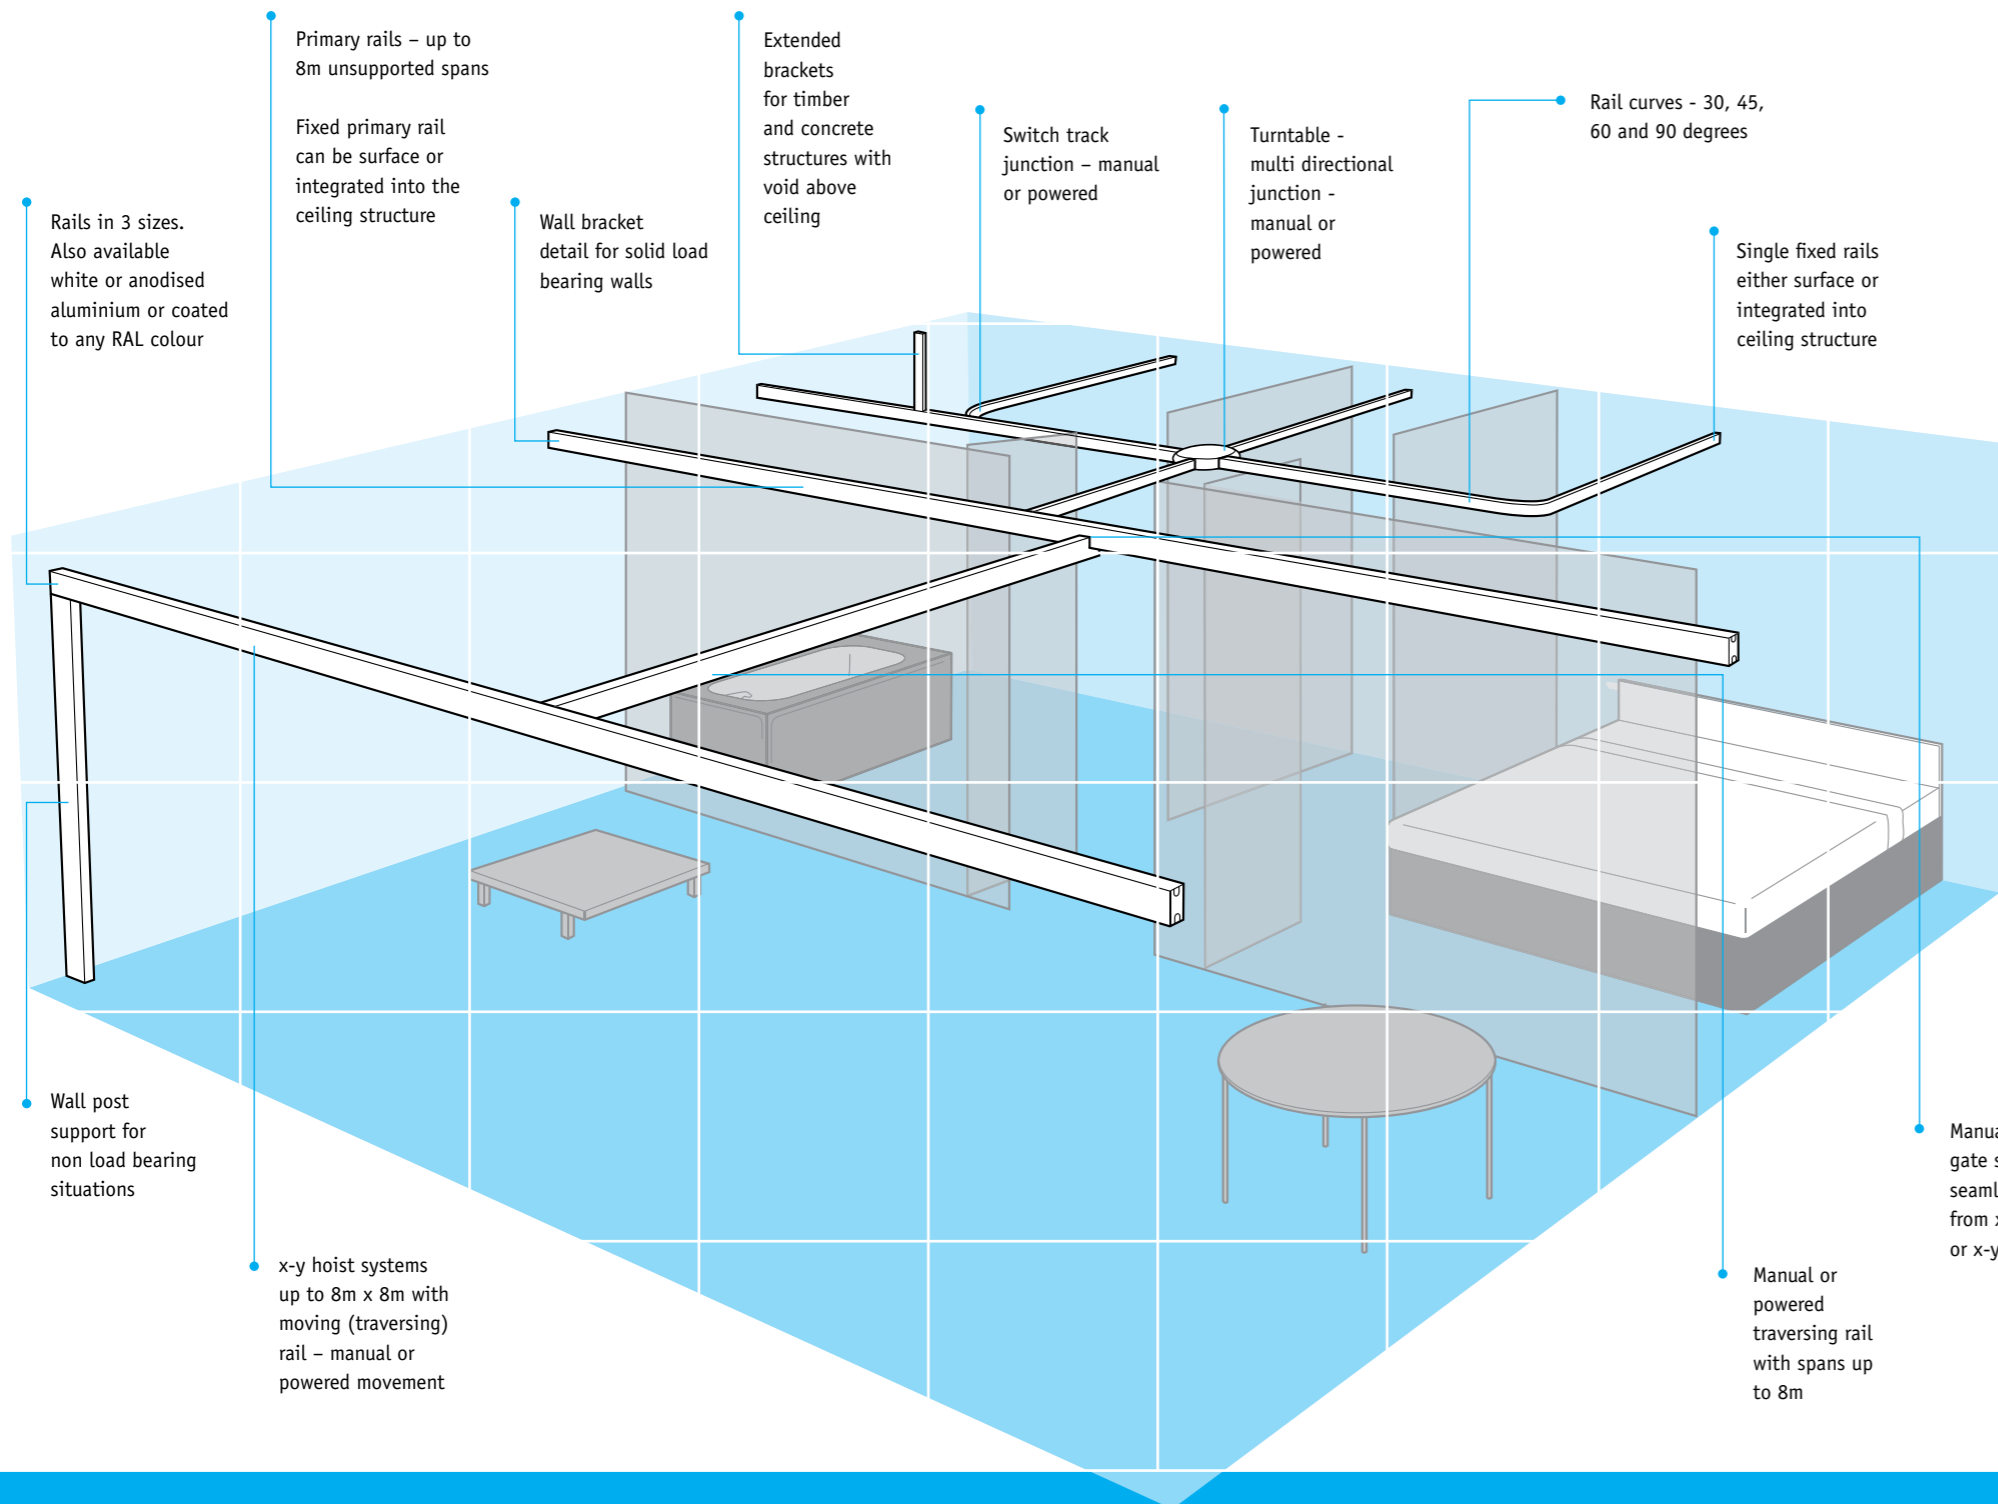 Primary rails – up to
8m unsupported spans
Fixed primary rail
can be surface or
integrated into the
ceiling structure
Extended
brackets
for timber
and concrete
structures with
void above
ceiling
Switch track
junction – manual
or powered
Turntable -
multi directional
junction -
manual or
powered
Rail curves - 30, 45,
60 and 90 degrees
Rails in 3 sizes.
Also available
white or anodised
aluminium or coated
to any RAL colour
Wall bracket
detail for solid load
bearing walls
Single fixed rails
either surface or
integrated into
ceiling structure
Wall post
support for
non load bearing
situations
x-y hoist systems
up to 8m x 8m with
moving (traversing)
rail – manual or
powered movement
gate
from
or x-y
Manual or
powered
traversing rail
with spans up
to 8m